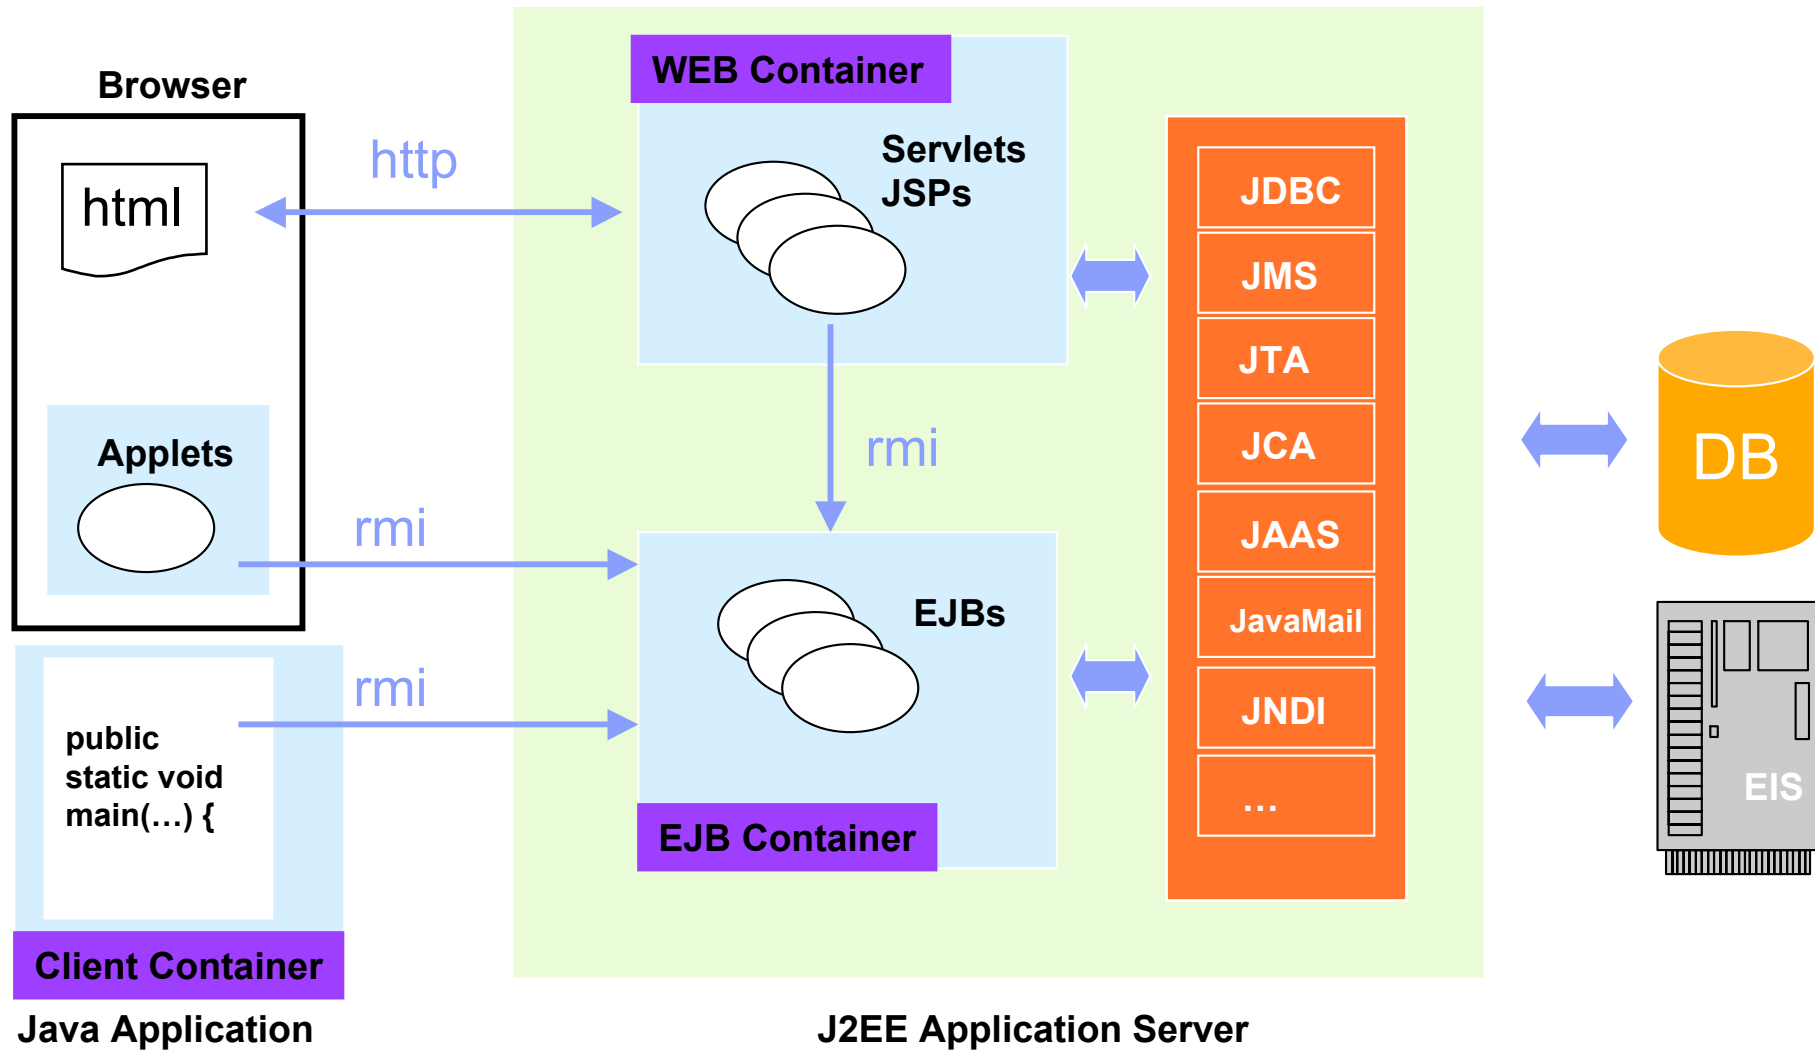 Browser
html
Applets
http
rmi
rmi
public
static void
main(…) {
Client Container
Java Application
WEB Container
Servlets
JSPs
rmi
EJBs
EJB Container
JDBC
JMS
JTA
JCA
JAAS
JavaMail
JNDI
…
J2EE Application Server
DB
EIS